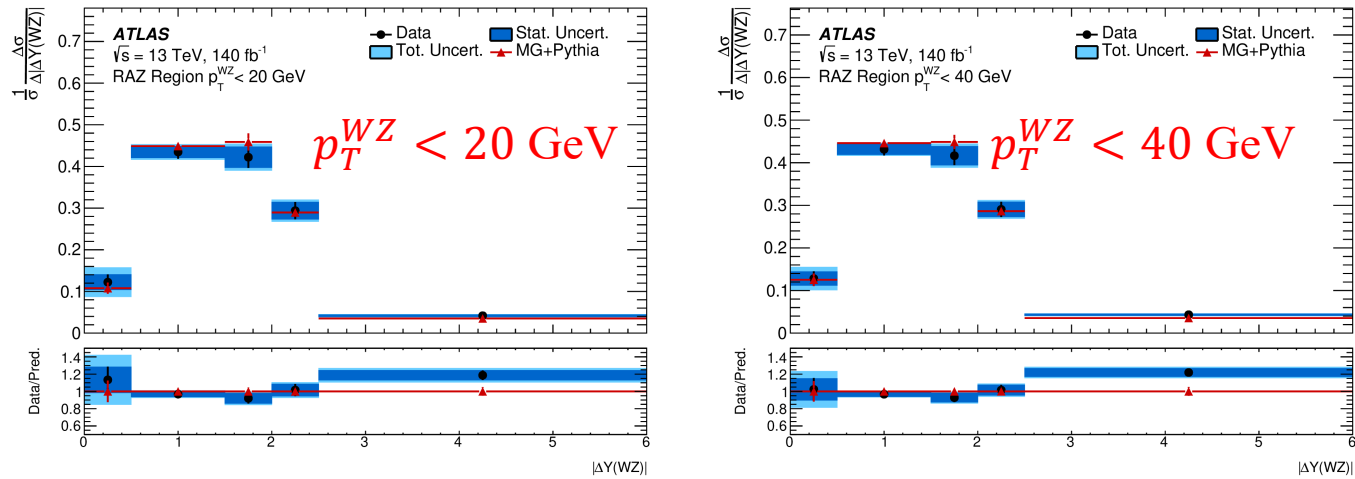 1/σ Δσ/Δ|ΔY(WZ)|
ATLAS
√s = 13 TeV, 140 fb⁻¹
RAZ Region p_T^WZ < 20 GeV
Data
Stat. Uncert.
Tot. Uncert.
MG+Pythia
p_T^WZ < 20 GeV
0.7
0.6
0.5
0.4
0.3
0.2
0.1
0
Data/Pred.
1.4
1.2
1
0.8
0.6
0 1 2 3 4 5 6
|ΔY(WZ)|
1/σ Δσ/Δ|ΔY(WZ)|
ATLAS
√s = 13 TeV, 140 fb⁻¹
RAZ Region p_T^WZ < 40 GeV
Data
Stat. Uncert.
Tot. Uncert.
MG+Pythia
p_T^WZ < 40 GeV
0.7
0.6
0.5
0.4
0.3
0.2
0.1
0
Data/Pred.
1.4
1.2
1
0.8
0.6
0 1 2 3 4 5 6
|ΔY(WZ)|